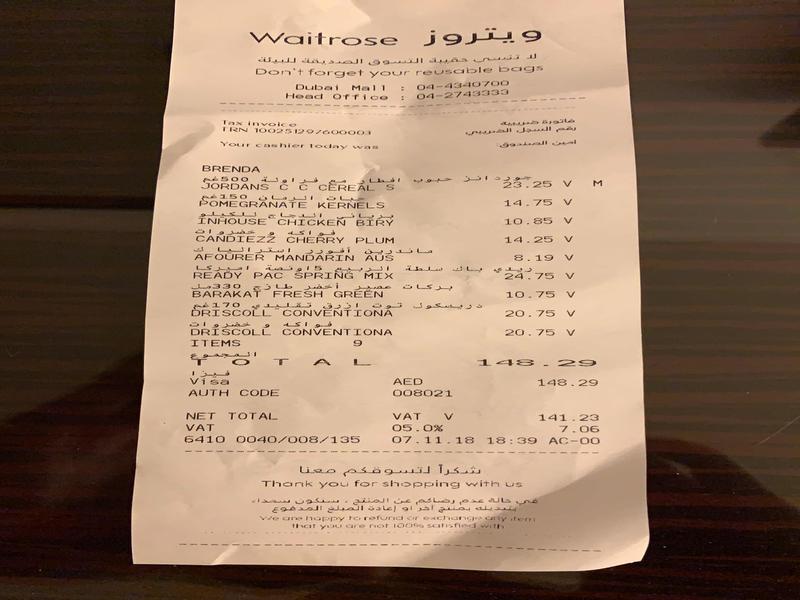 Waitrose ويتروز
لا تنسى حقيبة التسوق الصديقة للبيئة
Don't forget your reusable bags
Dubai Mall : 04-4340700
Head Office : 04-2743333
Tax invoice فاتورة ضريبية
TRN 100251297600003 رقم السجل الضريبي
Your cashier today was امين الصندوق:
BRENDA
جوردانز حبوب افطار مع فراولة 500غم
JORDANS C C CEREAL S 23.25 V M
حبات الرمان 150غم
POMEGRANATE KERNELS 14.75 V
برياني الدجاج للكيلو
INHOUSE CHICKEN BIRY 10.85 V
فواكه و خضروات
CANDIEZZ CHERRY PLUM 14.25 V
ماندرين أفورر استراليا ك
AFOURER MANDARIN AUS 8.19 V
ريدي باك سلطة الربيع 5اونصة اميركا
READY PAC SPRING MIX 24.75 V
بركات عصير أخضر طازج 330مل
BARAKAT FRESH GREEN 10.75 V
دريسكول توت ازرق تقليدي 170غم
DRISCOLL CONVENTIONA 20.75 V
فواكه و خضروات
DRISCOLL CONVENTIONA 20.75 V
ITEMS 9
المجموع
TOTAL 148.29
فيزا
Visa AED 148.29
AUTH CODE 008021
NET TOTAL VAT V 141.23
VAT 05.0% 7.06
6410 0040/008/135 07.11.18 18:39 AC-00
شكراً لتسوقكم معنا
Thank you for shopping with us
في حالة عدم رضاكم عن المنتج ، سنكون سعداء
بتبديله بمنتج آخر أو إعادة المبلغ المدفوع
We are happy to refund or exchange any item
that you are not 100% satisfied with